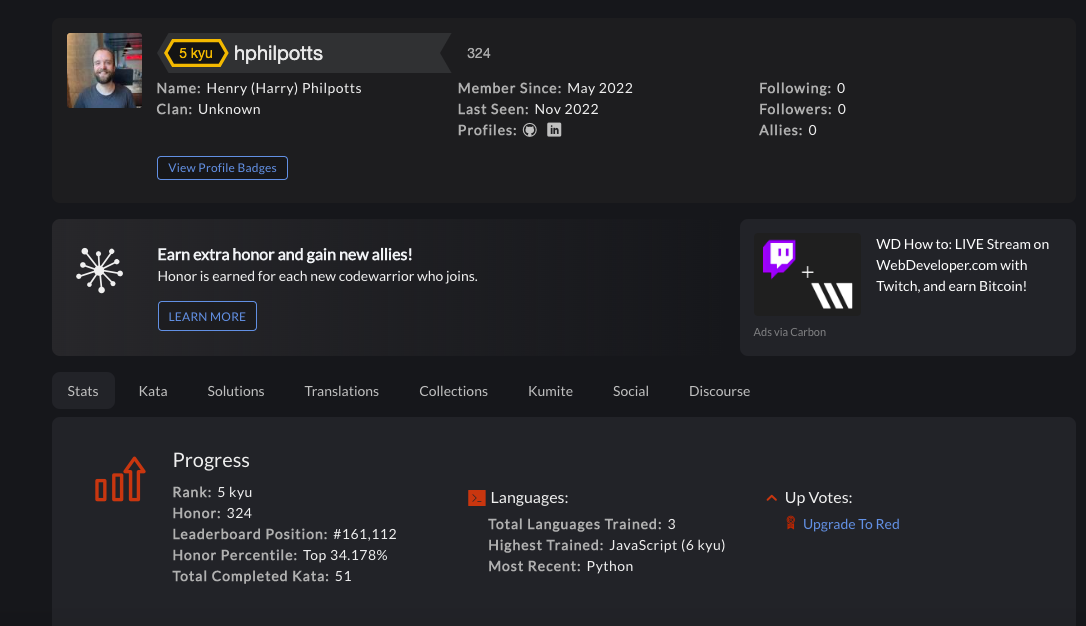 5 kyu hphilpotts 324
Name: Henry (Harry) Philpotts
Clan: Unknown
Member Since: May 2022
Last Seen: Nov 2022
Profiles:
in
Following: 0
Followers: 0
Allies: 0
View Profile Badges
Earn extra honor and gain new allies!
Honor is earned for each new codewarrior who joins.
LEARN MORE
+
WD How to: LIVE Stream on
WebDeveloper.com with
Twitch, and earn Bitcoin!
Ads via Carbon
Stats Kata Solutions Translations Collections Kumite Social Discourse
Progress
Rank: 5 kyu
Honor: 324
Leaderboard Position: #161,112
Honor Percentile: Top 34.178%
Total Completed Kata: 51
Languages:
Total Languages Trained: 3
Highest Trained: JavaScript (6 kyu)
Most Recent: Python
Up Votes:
Upgrade To Red